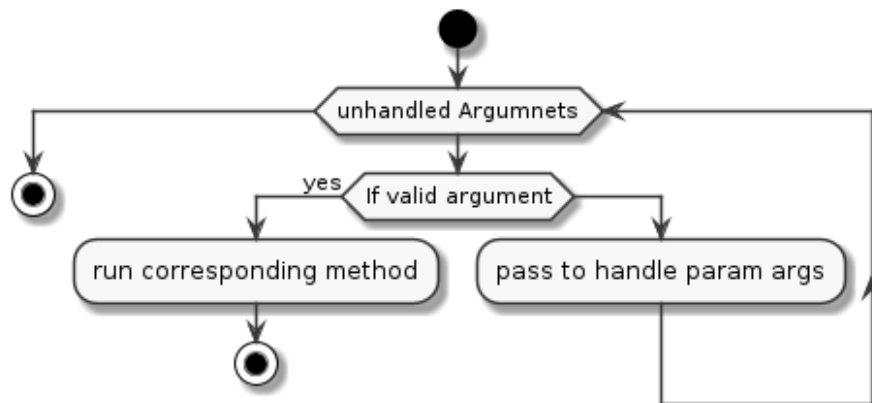 unhandled Argumnets
yes
If valid argument
run corresponding method
pass to handle param args